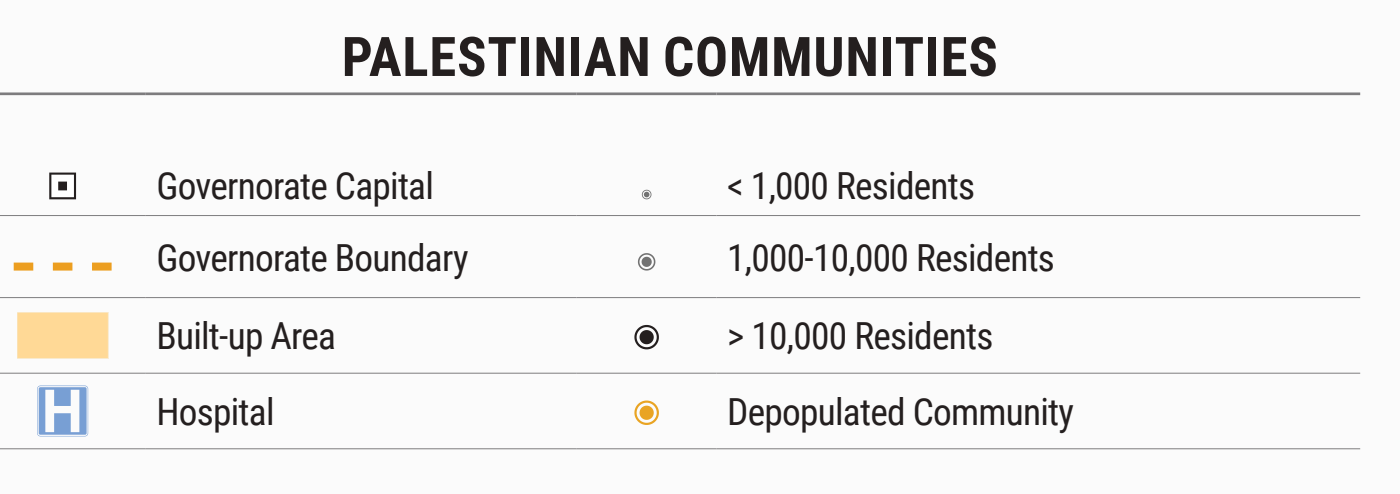 PALESTINIAN COMMUNITIES
Governorate Capital
< 1,000 Residents
Governorate Boundary
1,000-10,000 Residents
Built-up Area
> 10,000 Residents
H Hospital
Depopulated Community